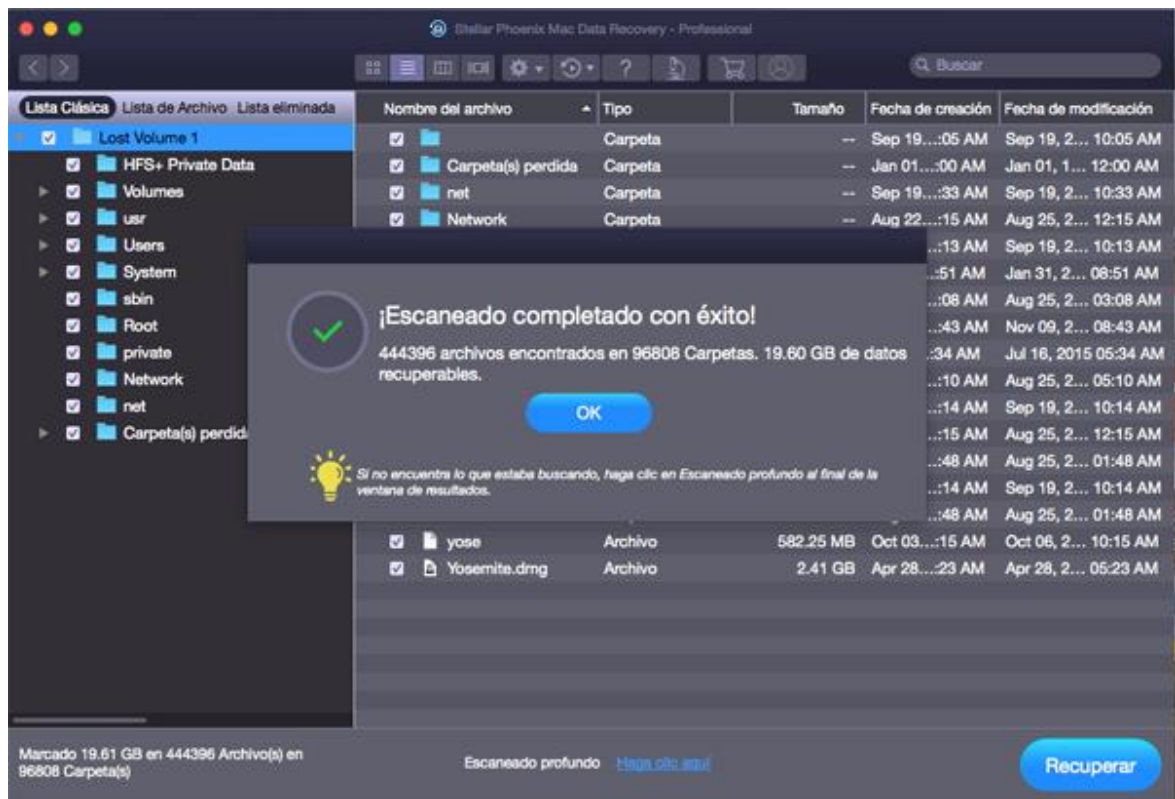 Stellar Phoenix Mac Data Recovery - Professional
Buscar
Lista Clásica Lista de Archivo Lista eliminada
Nombre del archivo Tipo Tamaño Fecha de creación Fecha de modificación
Lost Volume 1
HFS+ Private Data
Volumes
usr
Users
System
sbin
Root
private
Network
net
Carpeta(s) perdid
Carpeta -- Sep 19...:05 AM Sep 19, 2... 10:05 AM
Carpeta(s) perdida Carpeta -- Jan 01...:00 AM Jan 01, 1... 12:00 AM
net Carpeta -- Sep 19...:33 AM Sep 19, 2... 10:33 AM
Network Carpeta -- Aug 22...:15 AM Aug 25, 2... 12:15 AM
...:13 AM Sep 19, 2... 10:13 AM
...:51 AM Jan 31, 2... 08:51 AM
...:08 AM Aug 25, 2... 03:08 AM
...:43 AM Nov 09, 2... 08:43 AM
.:34 AM Jul 16, 2015 05:34 AM
...:10 AM Aug 25, 2... 05:10 AM
...:14 AM Sep 19, 2... 10:14 AM
...:15 AM Aug 25, 2... 12:15 AM
...:48 AM Aug 25, 2... 01:48 AM
...:14 AM Sep 19, 2... 10:14 AM
...:48 AM Aug 25, 2... 01:48 AM
yose Archivo 582.25 MB Oct 03...:15 AM Oct 06, 2... 10:15 AM
Yosemite.dmg Archivo 2.41 GB Apr 28...:23 AM Apr 28, 2... 05:23 AM
¡Escaneado completado con éxito!
444396 archivos encontrados en 96808 Carpetas. 19.60 GB de datos
recuperables.
OK
Si no encuentra lo que estaba buscando, haga clic en Escaneado profundo al final de la
ventana de resultados.
Marcado 19.61 GB en 444396 Archivo(s) en
96808 Carpeta(s)
Escaneado profundo Haga clic aquí
Recuperar